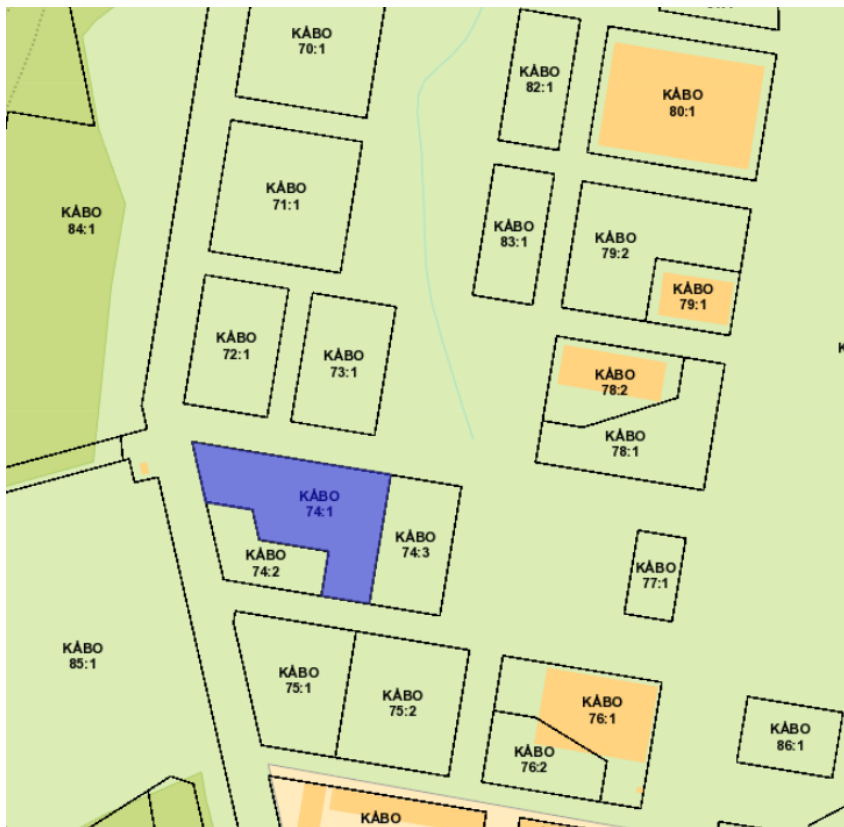 KÅBO
70:1
KÅBO
82:1
KÅBO
80:1
KÅBO
71:1
KÅBO
84:1
KÅBO
83:1
KÅBO
79:2
KÅBO
79:1
KÅBO
72:1
KÅBO
73:1
KÅBO
78:2
KÅBO
78:1
KÅBO
74:1
KÅBO
74:3
KÅBO
74:2
KÅBO
77:1
KÅBO
85:1
KÅBO
75:1
KÅBO
75:2
KÅBO
76:1
KÅBO
76:2
KÅBO
86:1
KÅBO